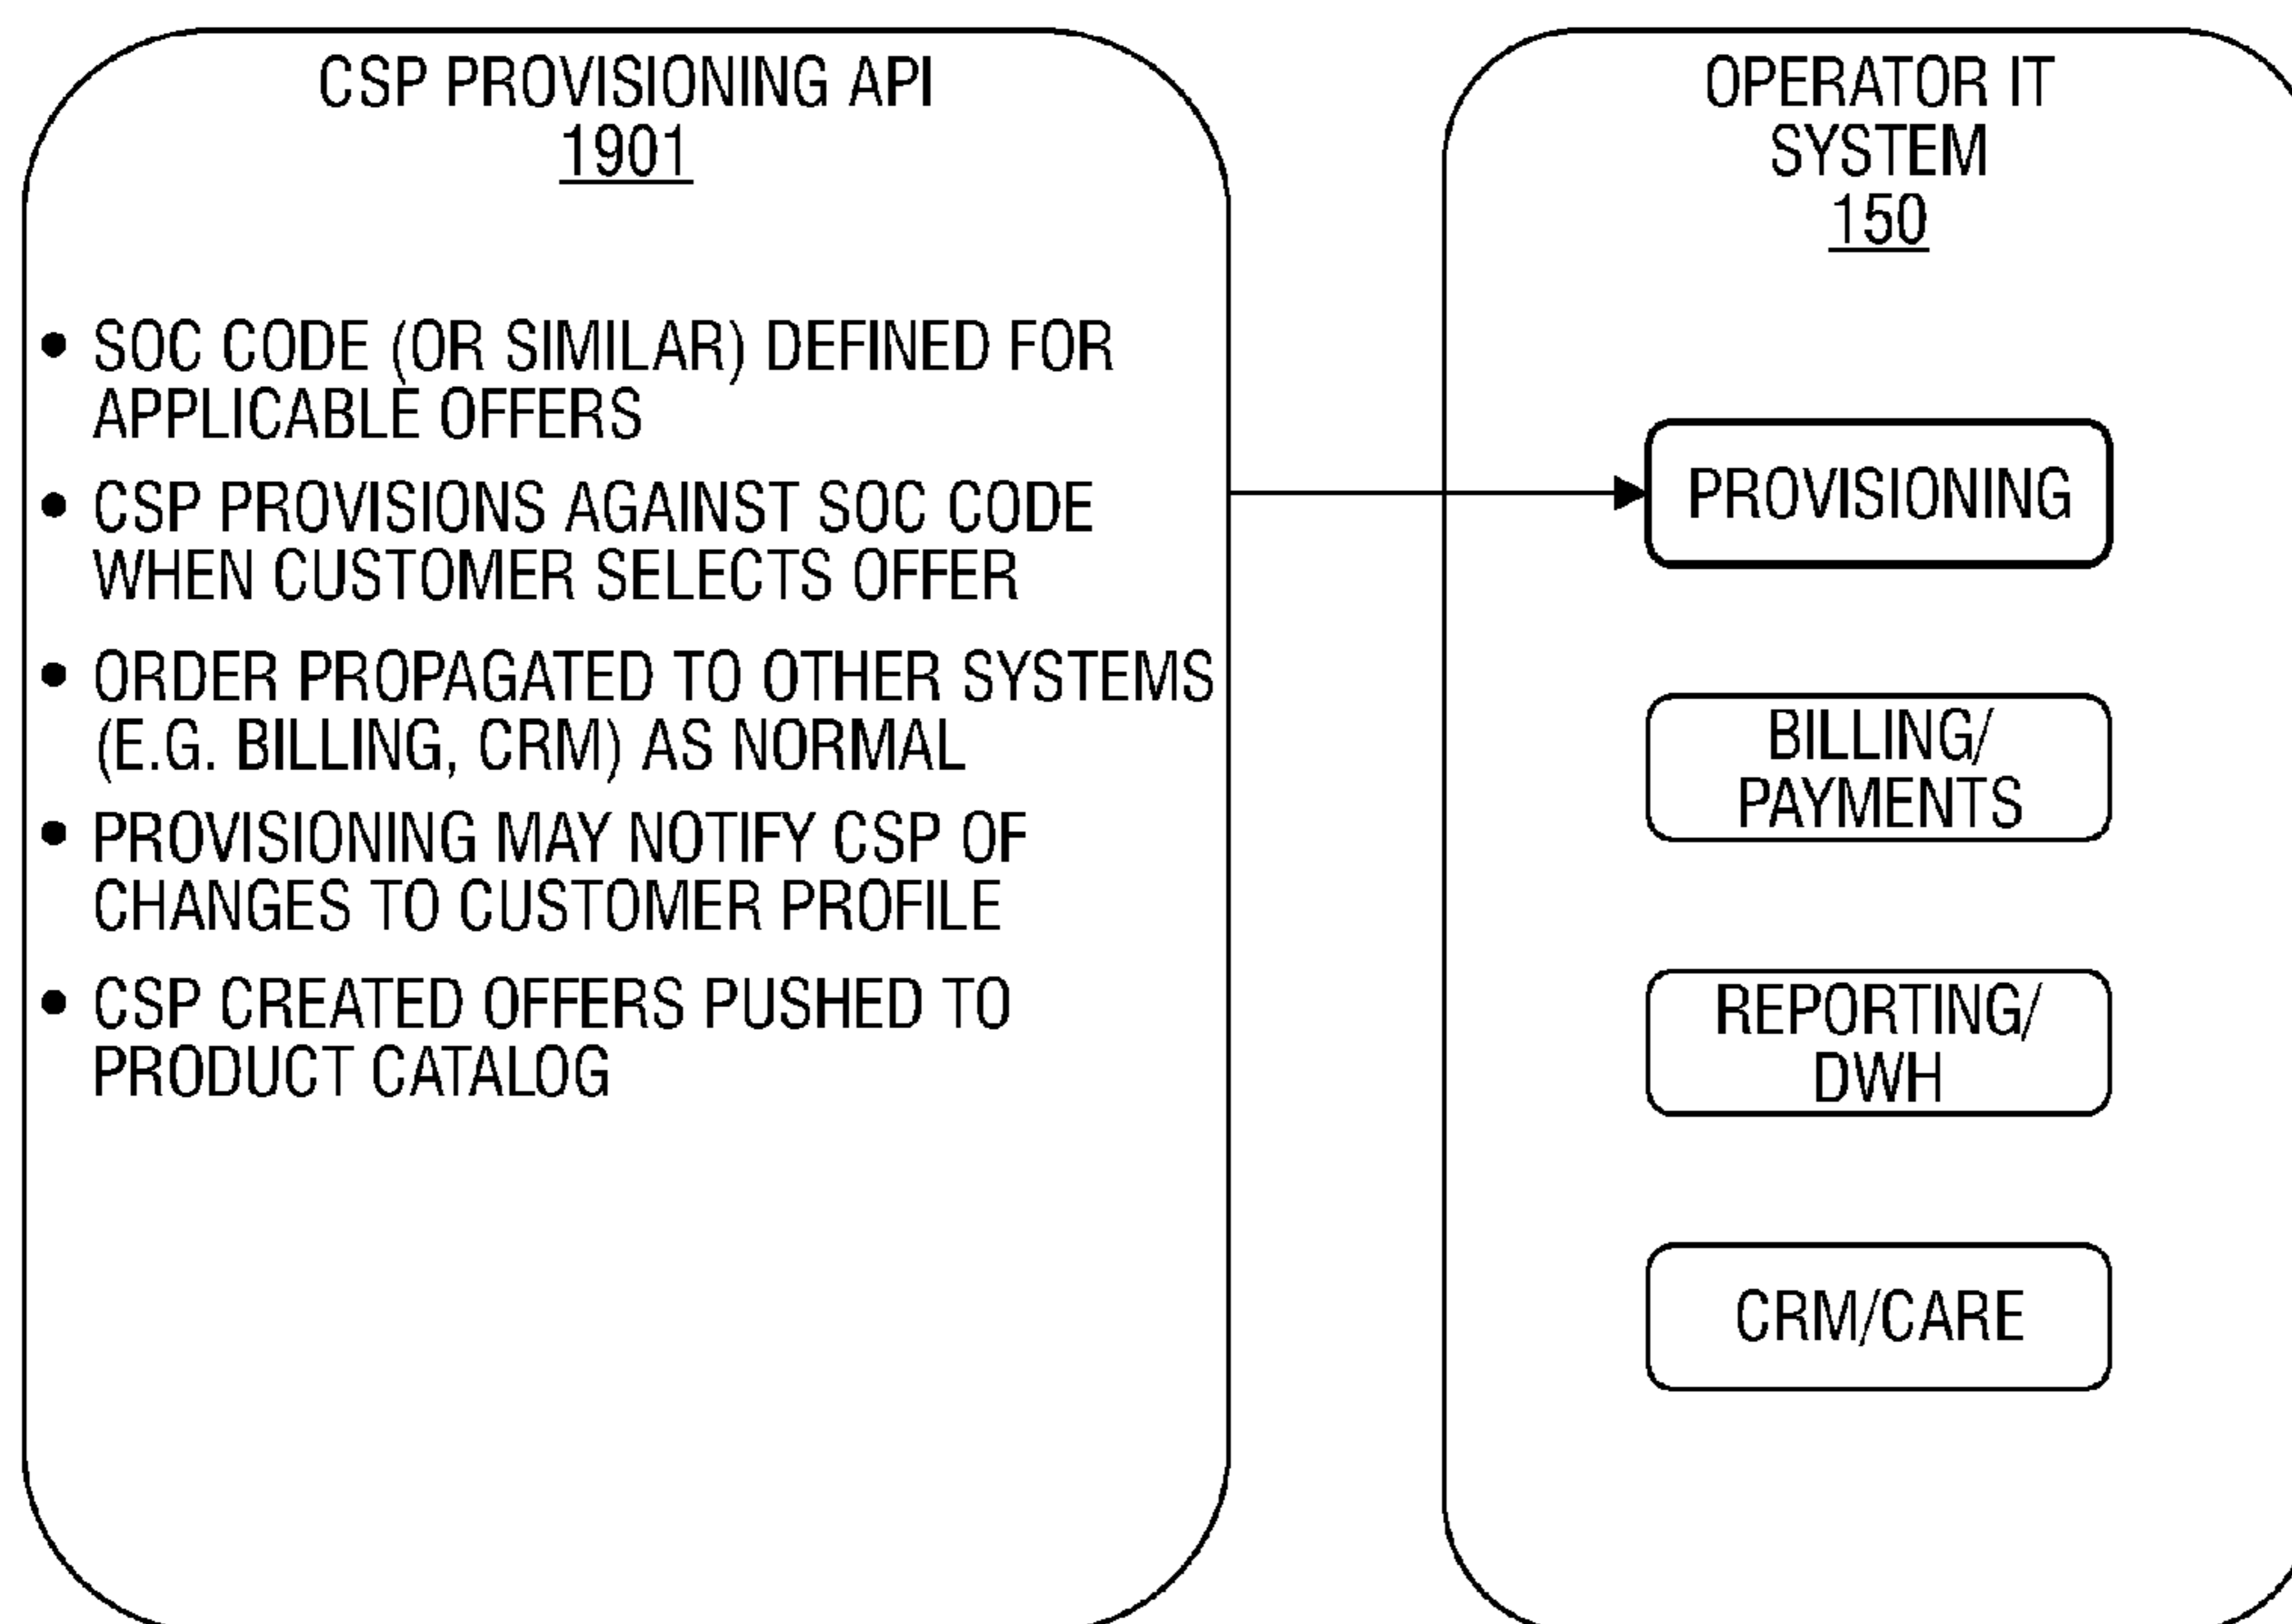 CSP PROVISIONING API
1901
• SOC CODE (OR SIMILAR) DEFINED FOR
APPLICABLE OFFERS
• CSP PROVISIONS AGAINST SOC CODE
WHEN CUSTOMER SELECTS OFFER
• ORDER PROPAGATED TO OTHER SYSTEMS
(E.G. BILLING, CRM) AS NORMAL
• PROVISIONING MAY NOTIFY CSP OF
CHANGES TO CUSTOMER PROFILE
• CSP CREATED OFFERS PUSHED TO
PRODUCT CATALOG
OPERATOR IT
SYSTEM
150
PROVISIONING
BILLING/
PAYMENTS
REPORTING/
DWH
CRM/CARE